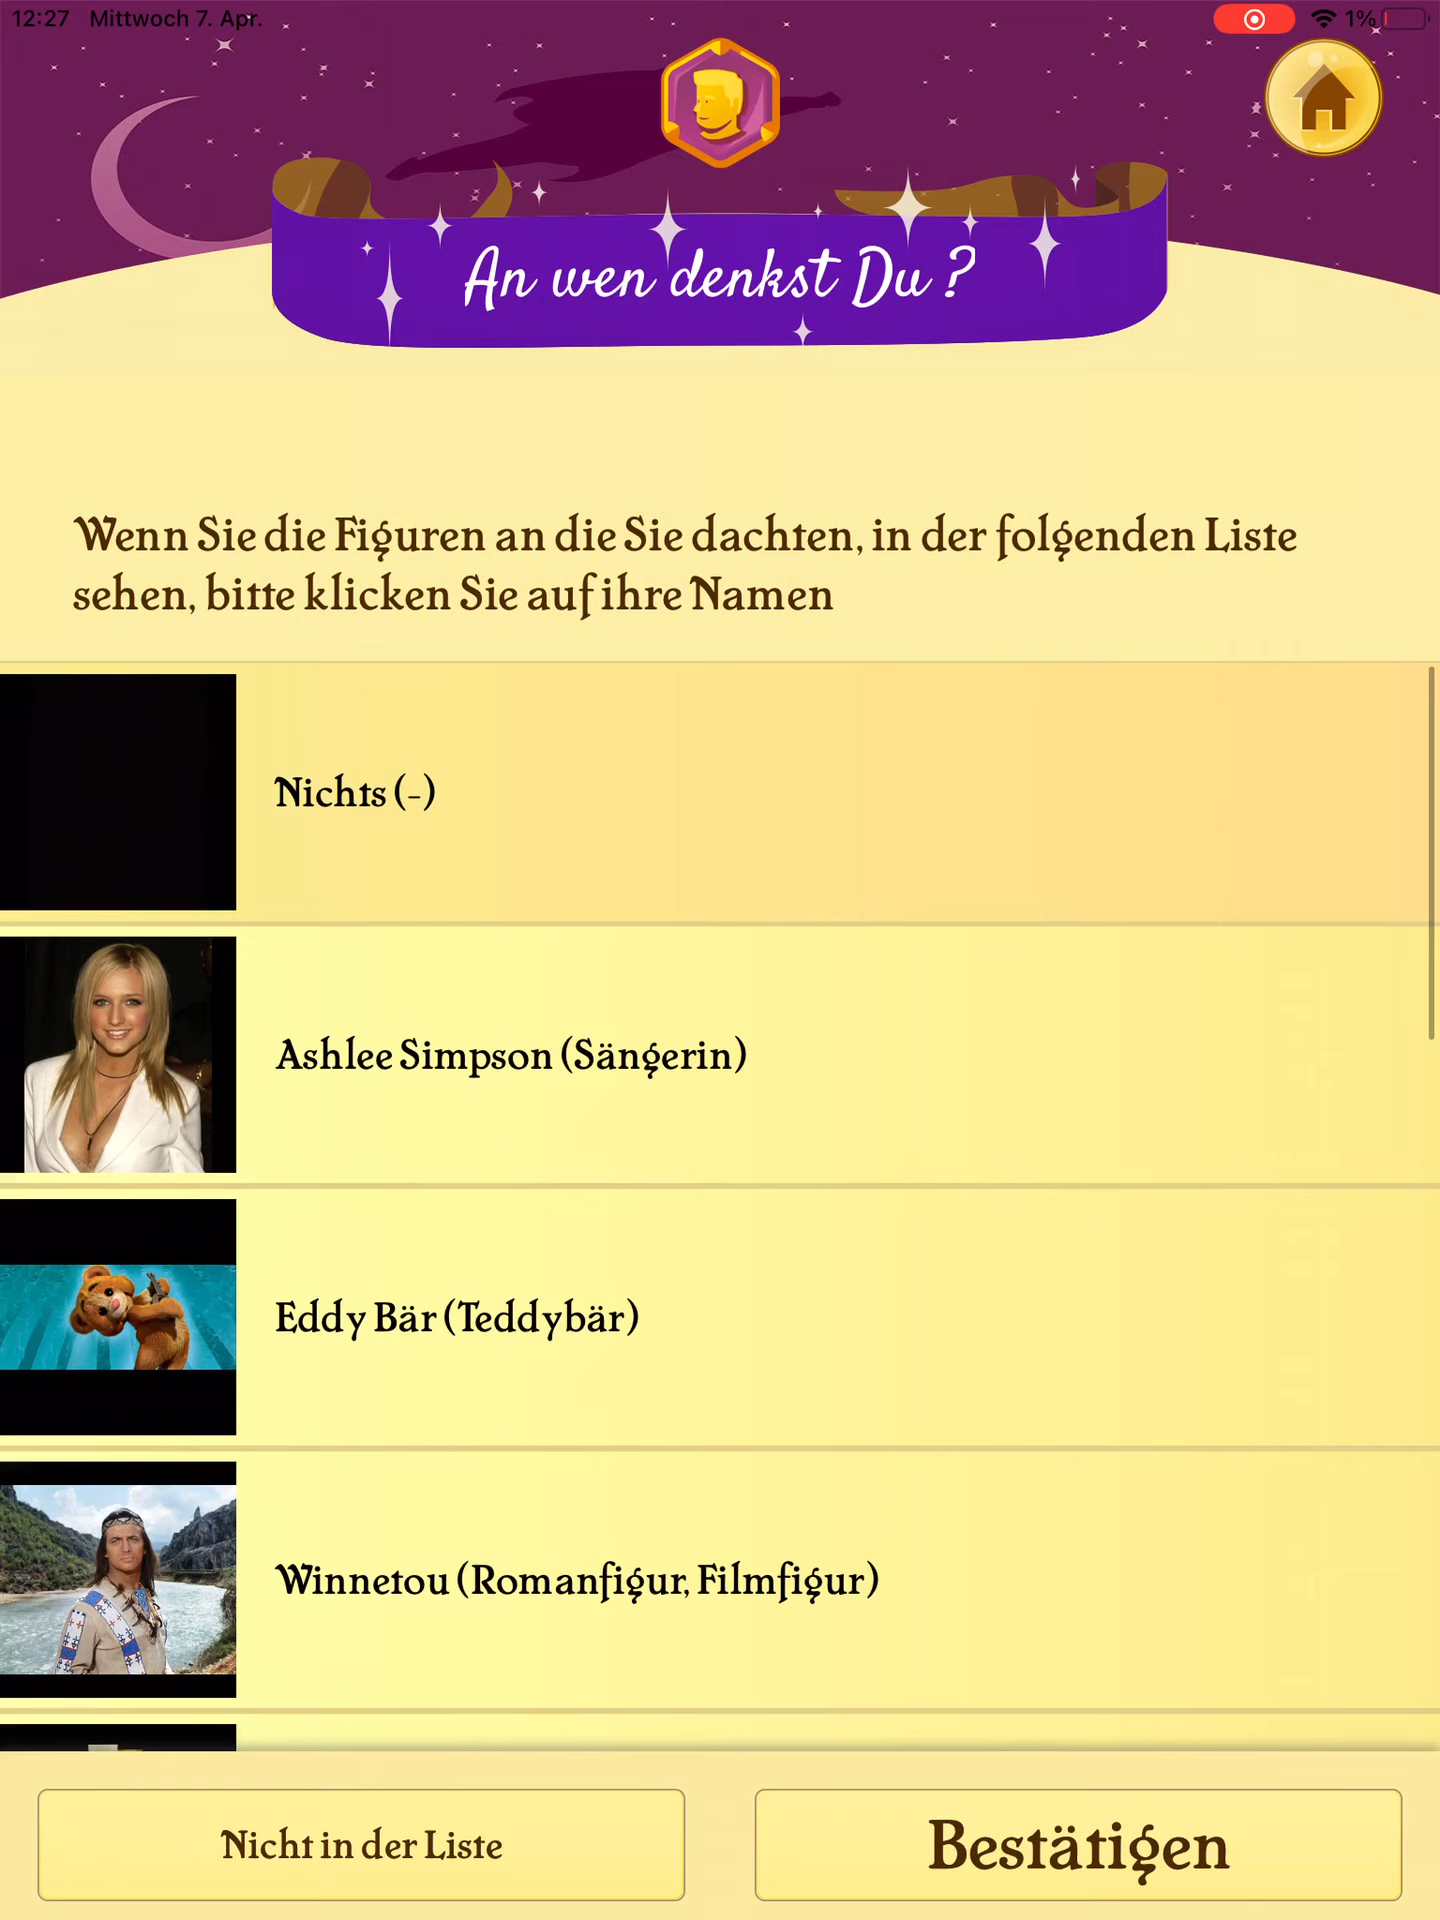 12:27 Mittwoch 7. Apr. 1%
An wen denkst Du ?
Wenn Sie die Figuren an die Sie dachten, in der folgenden Liste
sehen, bitte klicken Sie auf ihre Namen
Nichts (-)
Ashlee Simpson (Sängerin)
Eddy Bär (Teddybär)
Winnetou (Romanfigur, Filmfigur)
Nicht in der Liste
Bestätigen